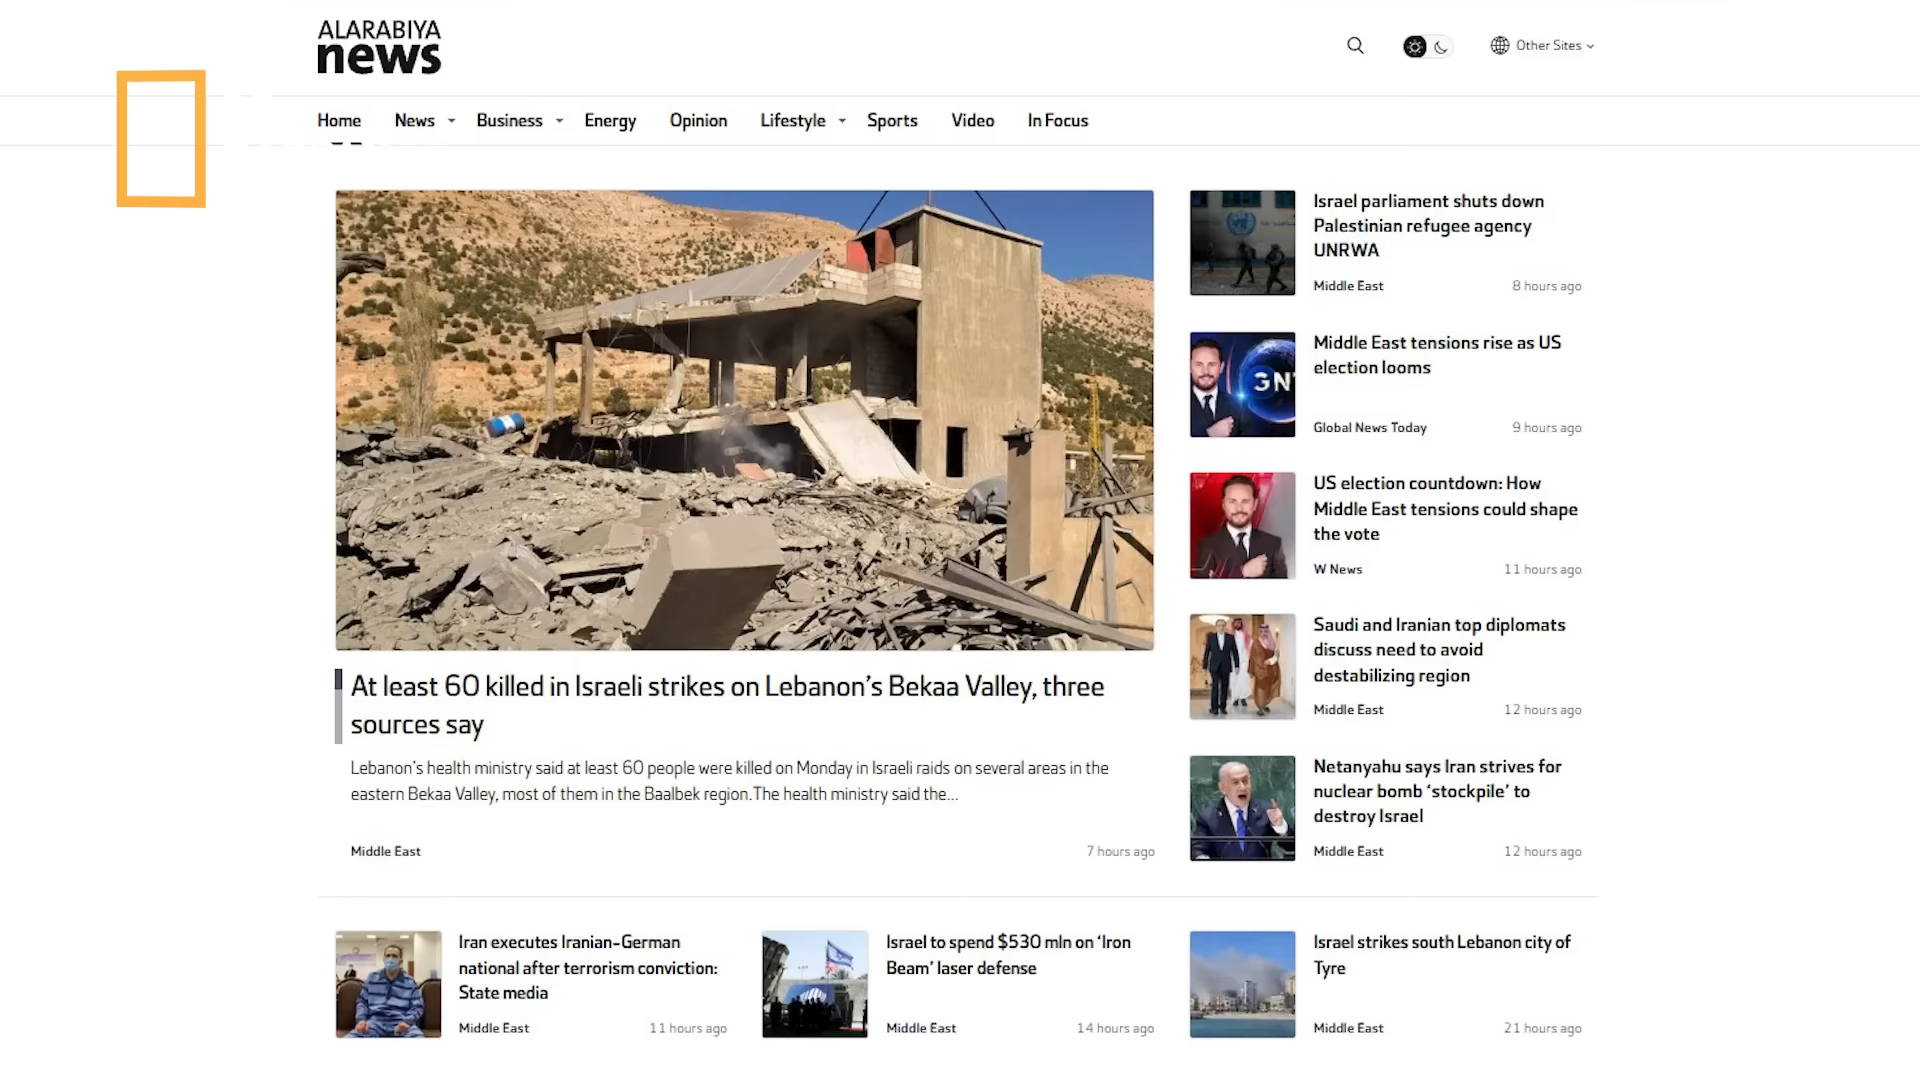 ALARABIYA
news
Other Sites
Home
News
Business
Energy
Opinion
Lifestyle
Sports
Video
In Focus
At least 60 killed in Israeli strikes on Lebanon’s Bekaa Valley, three
sources say
Lebanon’s health ministry said at least 60 people were killed on Monday in Israeli raids on several areas in the
eastern Bekaa Valley, most of them in the Baalbek region.The health ministry said the...
Middle East
7 hours ago
Israel parliament shuts down
Palestinian refugee agency
UNRWA
Middle East
8 hours ago
GNT
Middle East tensions rise as US
election looms
Global News Today
9 hours ago
US election countdown: How
Middle East tensions could shape
the vote
W News
11 hours ago
Saudi and Iranian top diplomats
discuss need to avoid
destabilizing region
Middle East
12 hours ago
Netanyahu says Iran strives for
nuclear bomb ‘stockpile’ to
destroy Israel
Middle East
12 hours ago
Iran executes Iranian-German
national after terrorism conviction:
State media
Middle East
11 hours ago
Israel to spend $530 mln on ‘Iron
Beam’ laser defense
Middle East
14 hours ago
Israel strikes south Lebanon city of
Tyre
Middle East
21 hours ago